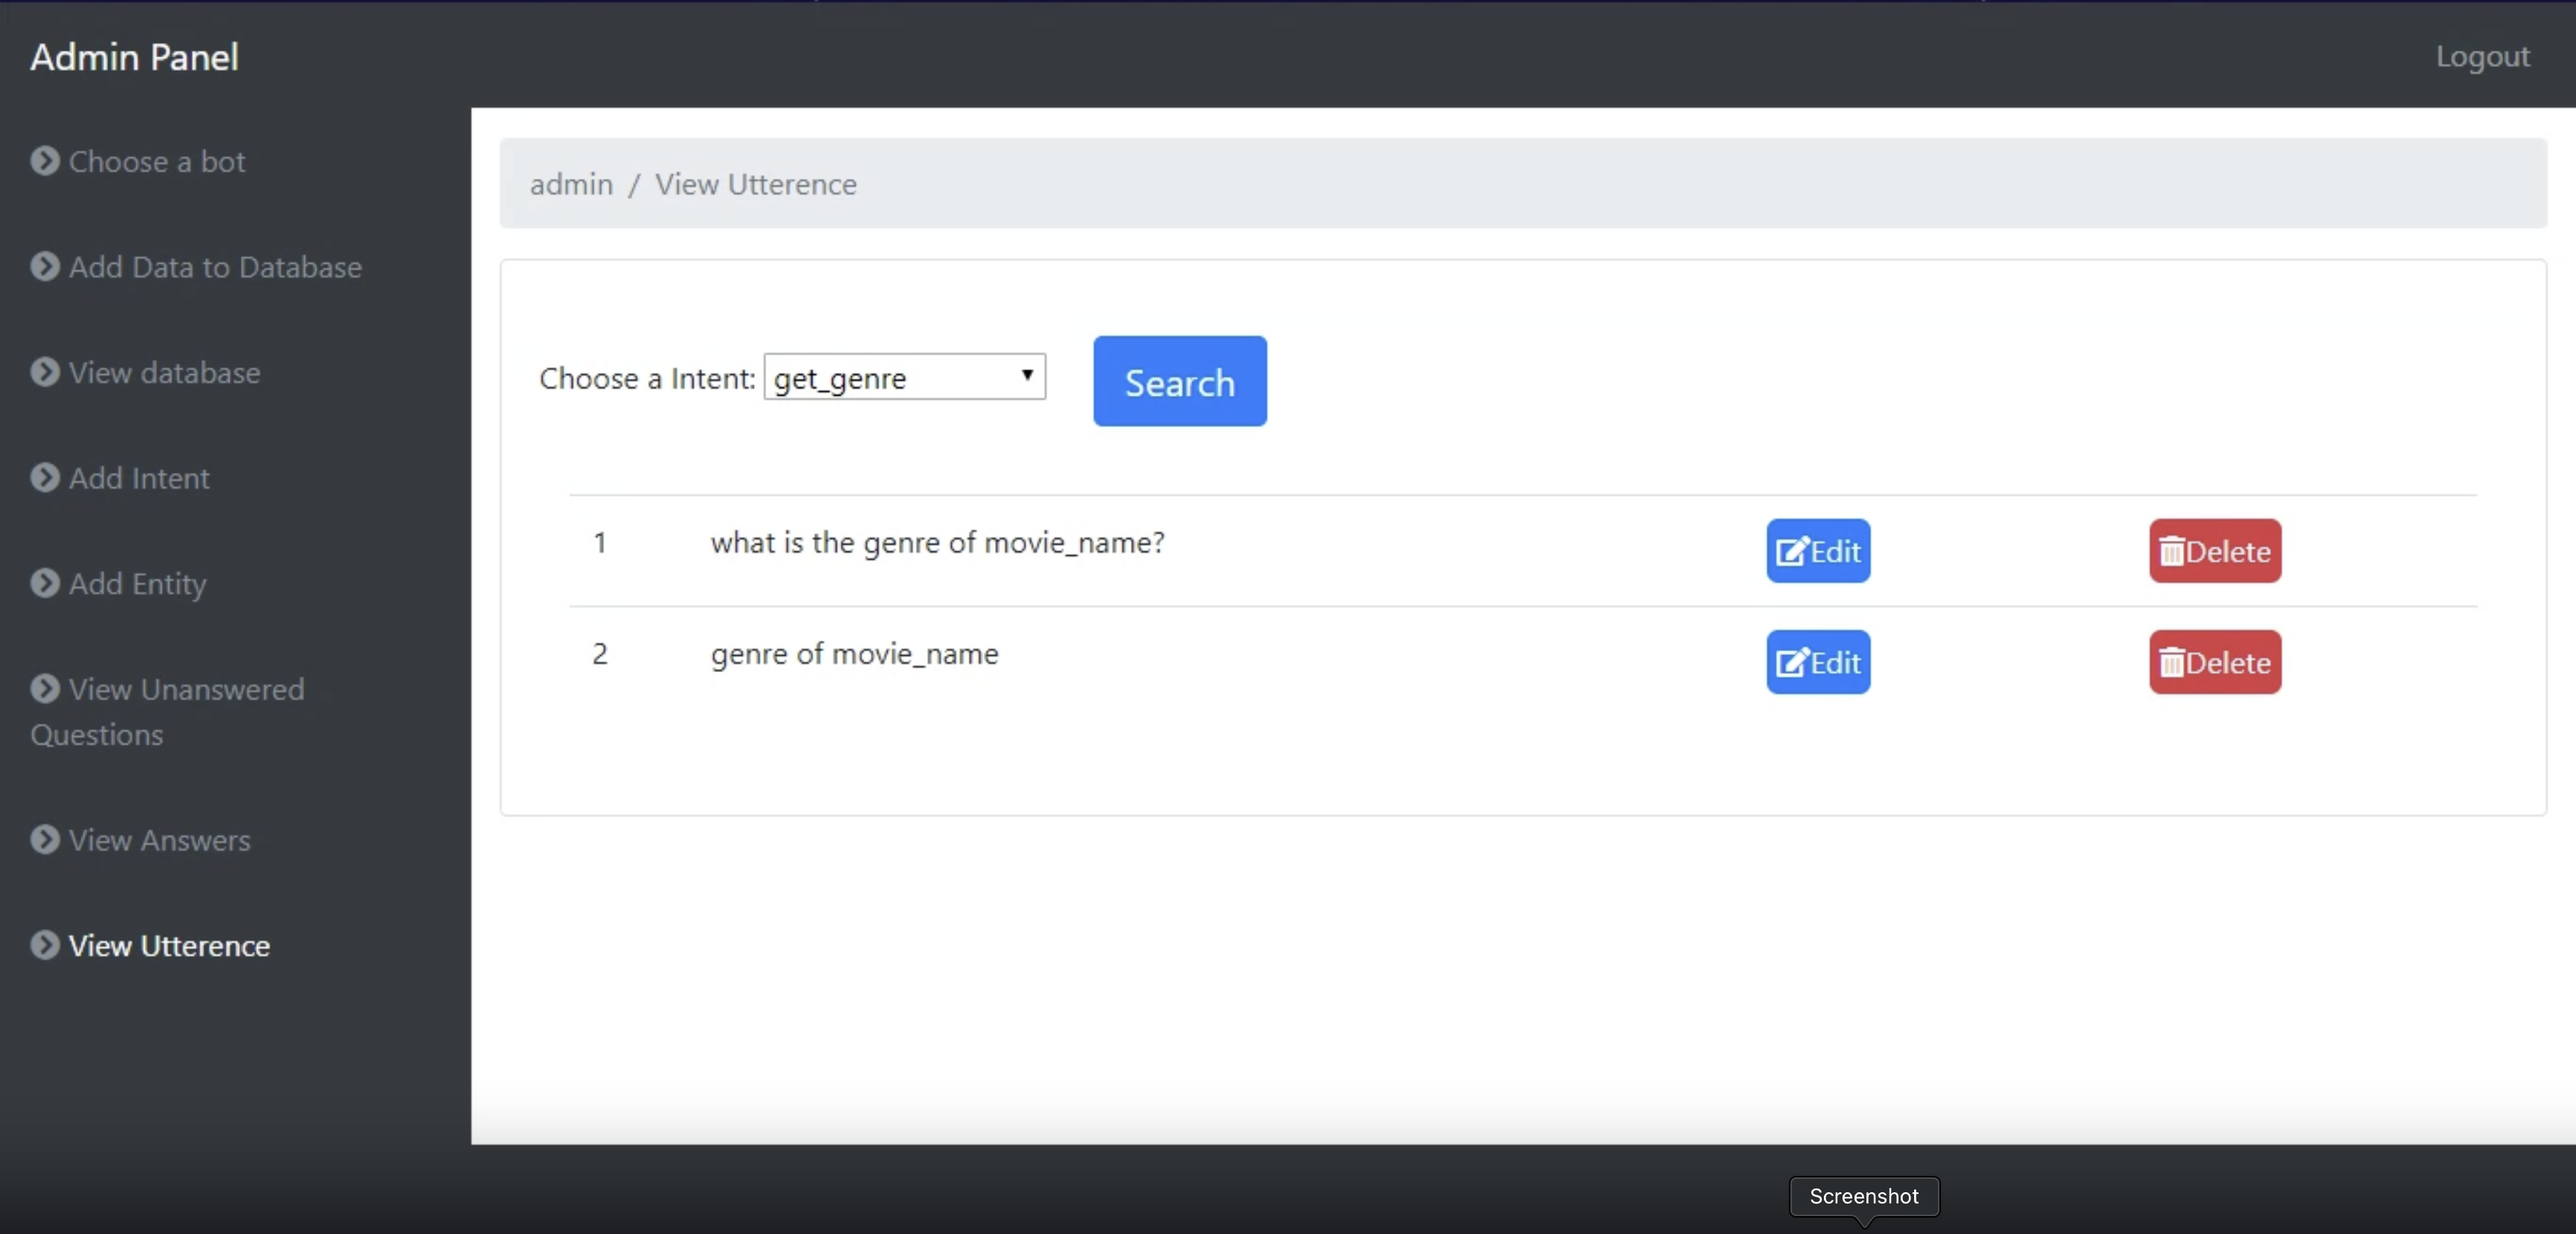 Admin Panel
Logout
Choose a bot
Add Data to Database
View database
Add Intent
Add Entity
View Unanswered
Questions
View Answers
View Utterence
admin / View Utterence
Choose a Intent: get_genre
Search
1 what is the genre of movie_name? Edit Delete
2 genre of movie_name Edit Delete
Screenshot